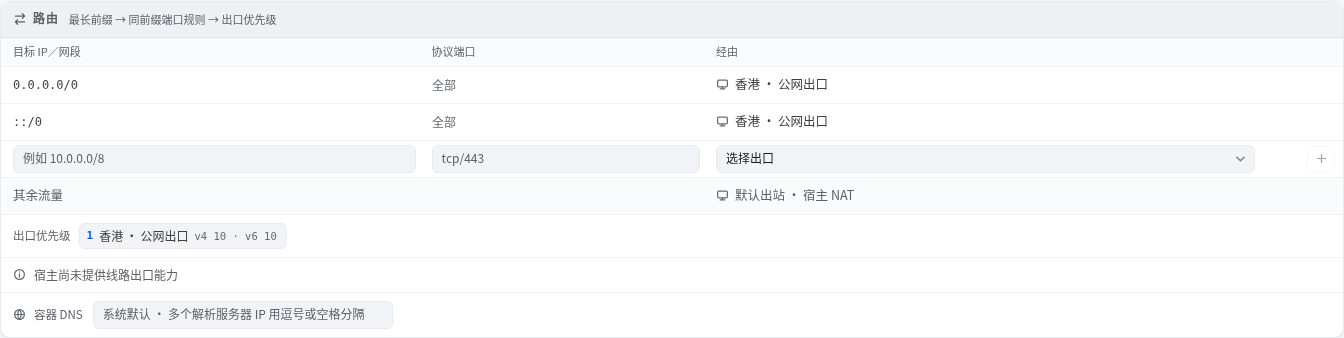 路由 最长前缀 → 同前缀端口规则 → 出口优先级
目标 IP／网段 协议端口 经由
0.0.0.0/0 全部 香港 · 公网出口
::/0 全部 香港 · 公网出口
例如 10.0.0.0/8 tcp/443 选择出口 +
其余流量 默认出站 · 宿主 NAT
出口优先级 1 香港 · 公网出口 v4 10 · v6 10
宿主尚未提供线路出口能力
容器 DNS 系统默认 · 多个解析服务器 IP 用逗号或空格分隔